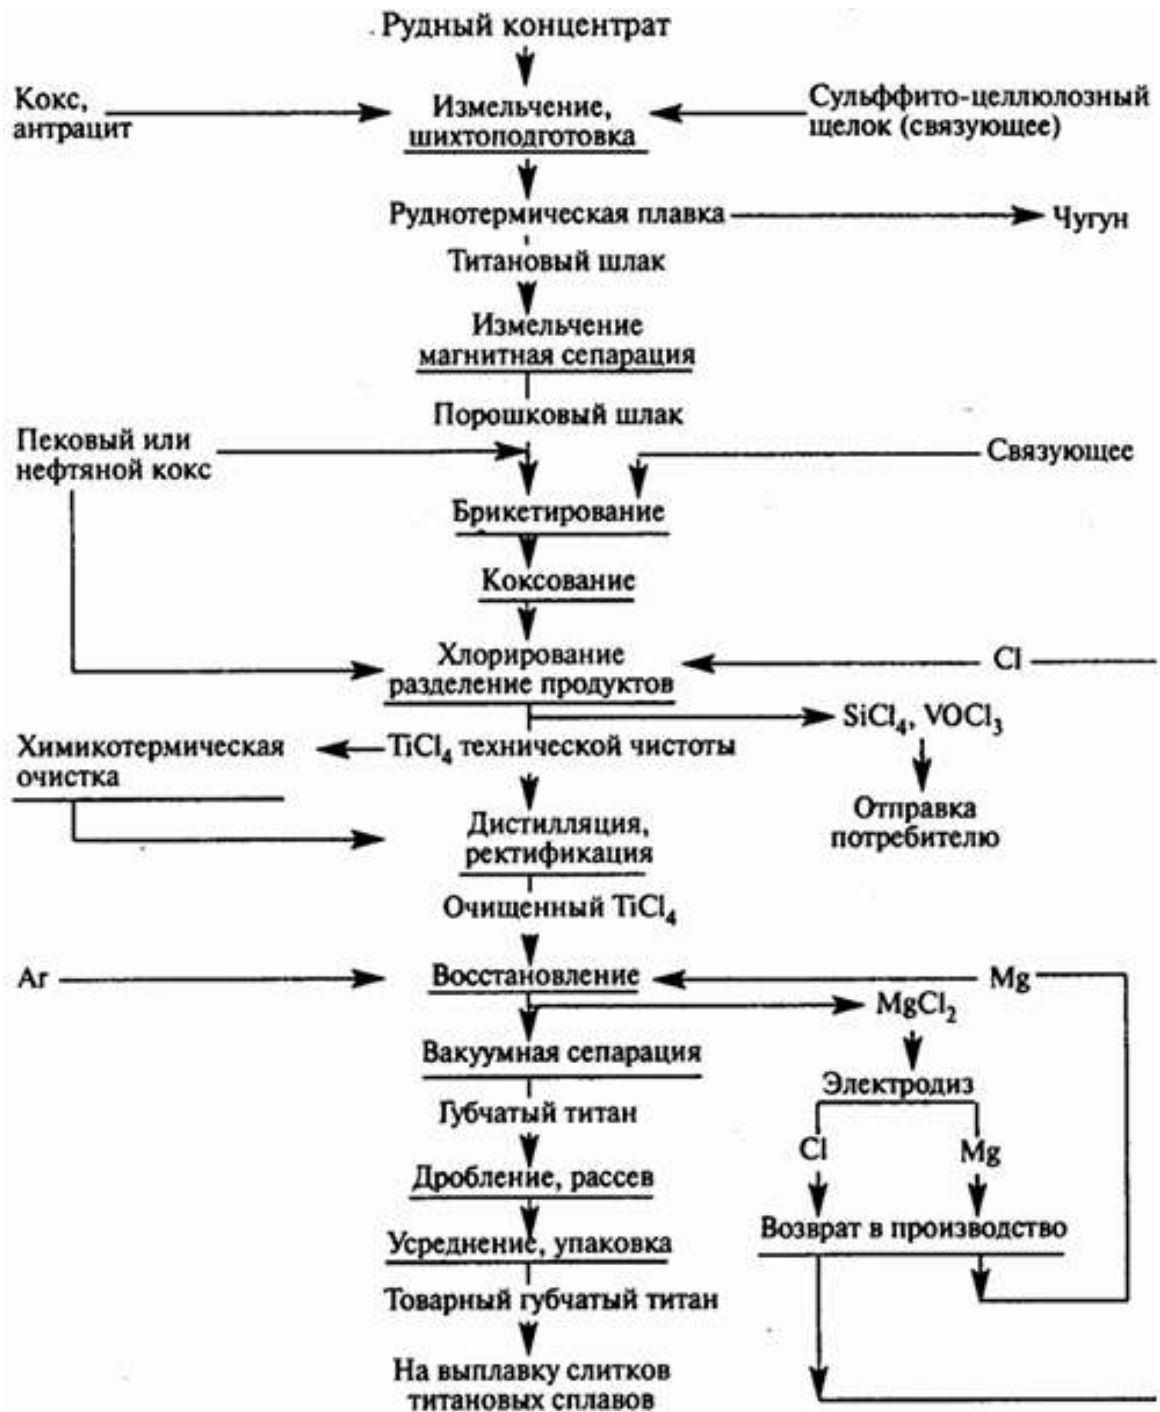 Рудный концентрат
Кокс,
антрацит
Измельчение,
шихтоподготовка
Сульффито-целлюлозный
щелок (связующее)
Руднотермическая плавка
Чугун
Титановый шлак
Измельчение
магнитная сепарация
Порошковый шлак
Пековый или
нефтяной кокс
Связующее
Брикетирование
Коксование
Хлорирование
разделение продуктов
Cl
SiCl₄, VOCl₃
Химикотермическая
очистка
TiCl₄ технической чистоты
Отправка
потребителю
Дистилляция,
ректификация
Очищенный TiCl₄
Ar
Восстановление
Mg
MgCl₂
Вакуумная сепарация
Электродиз
Губчатый титан
Cl
Mg
Дробление, рассев
Возврат в производство
Усреднение, упаковка
Товарный губчатый титан
На выплавку слитков
титановых сплавов